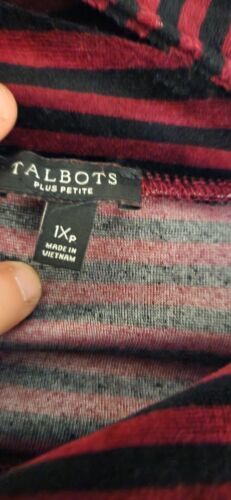 TALBOTS
PLUS PETITE
1XP
MADE IN
VIETNAM